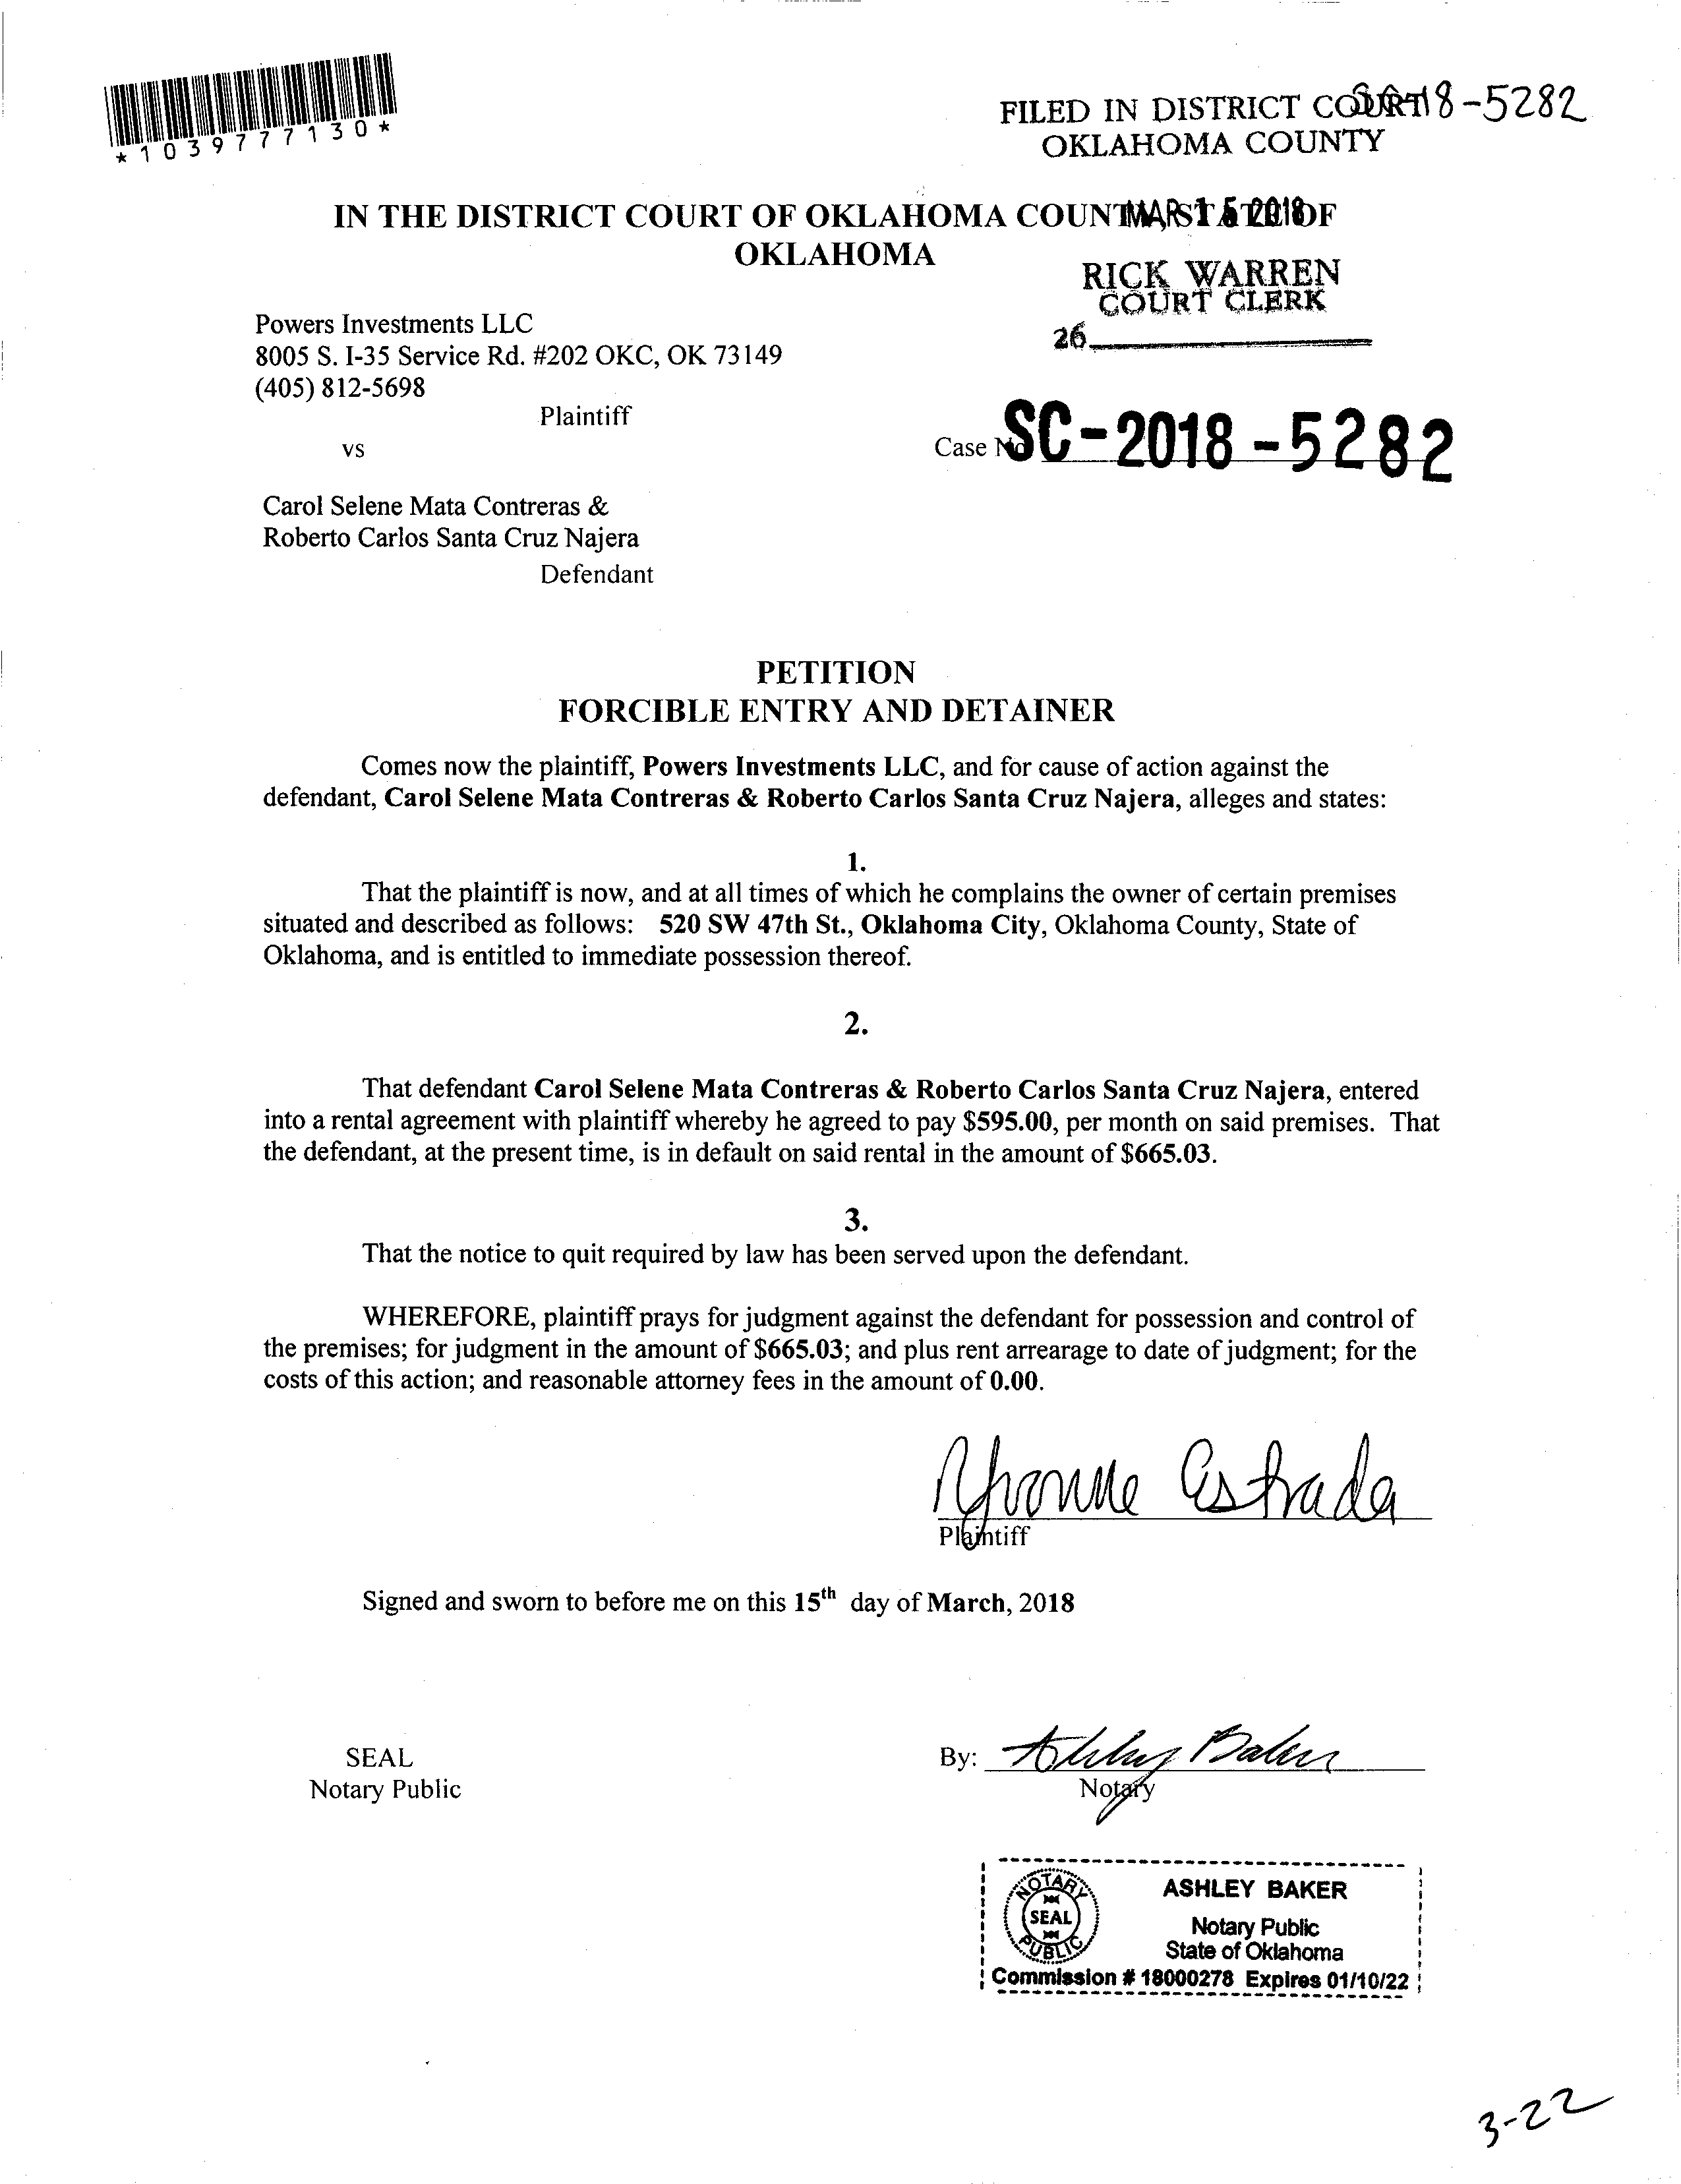 *1039777130*
18-5282
FILED IN DISTRICT COURT
OKLAHOMA COUNTY
MAR 15 2018
IN THE DISTRICT COURT OF OKLAHOMA COUNTY, STATE OF
OKLAHOMA
RICK WARREN
COURT CLERK
26
Powers Investments LLC
8005 S. I-35 Service Rd. #202 OKC, OK 73149
(405) 812-5698
Plaintiff
vs
Case No SC-2018-5282
Carol Selene Mata Contreras &
Roberto Carlos Santa Cruz Najera
Defendant
PETITION
FORCIBLE ENTRY AND DETAINER
Comes now the plaintiff, Powers Investments LLC, and for cause of action against the
defendant, Carol Selene Mata Contreras & Roberto Carlos Santa Cruz Najera, alleges and states:
1.
That the plaintiff is now, and at all times of which he complains the owner of certain premises
situated and described as follows: 520 SW 47th St., Oklahoma City, Oklahoma County, State of
Oklahoma, and is entitled to immediate possession thereof.
2.
That defendant Carol Selene Mata Contreras & Roberto Carlos Santa Cruz Najera, entered
into a rental agreement with plaintiff whereby he agreed to pay $595.00, per month on said premises. That
the defendant, at the present time, is in default on said rental in the amount of $665.03.
3.
That the notice to quit required by law has been served upon the defendant.
WHEREFORE, plaintiff prays for judgment against the defendant for possession and control of
the premises; for judgment in the amount of $665.03; and plus rent arrearage to date of judgment; for the
costs of this action; and reasonable attorney fees in the amount of 0.00.
Yvonne Estrada
Plaintiff
Signed and sworn to before me on this 15th day of March, 2018
SEAL
Notary Public
By: Ashley Baker
Notary
NOTARY
SEAL
PUBLIC
ASHLEY BAKER
Notary Public
State of Oklahoma
Commission # 18000278 Expires 01/10/22
3-22